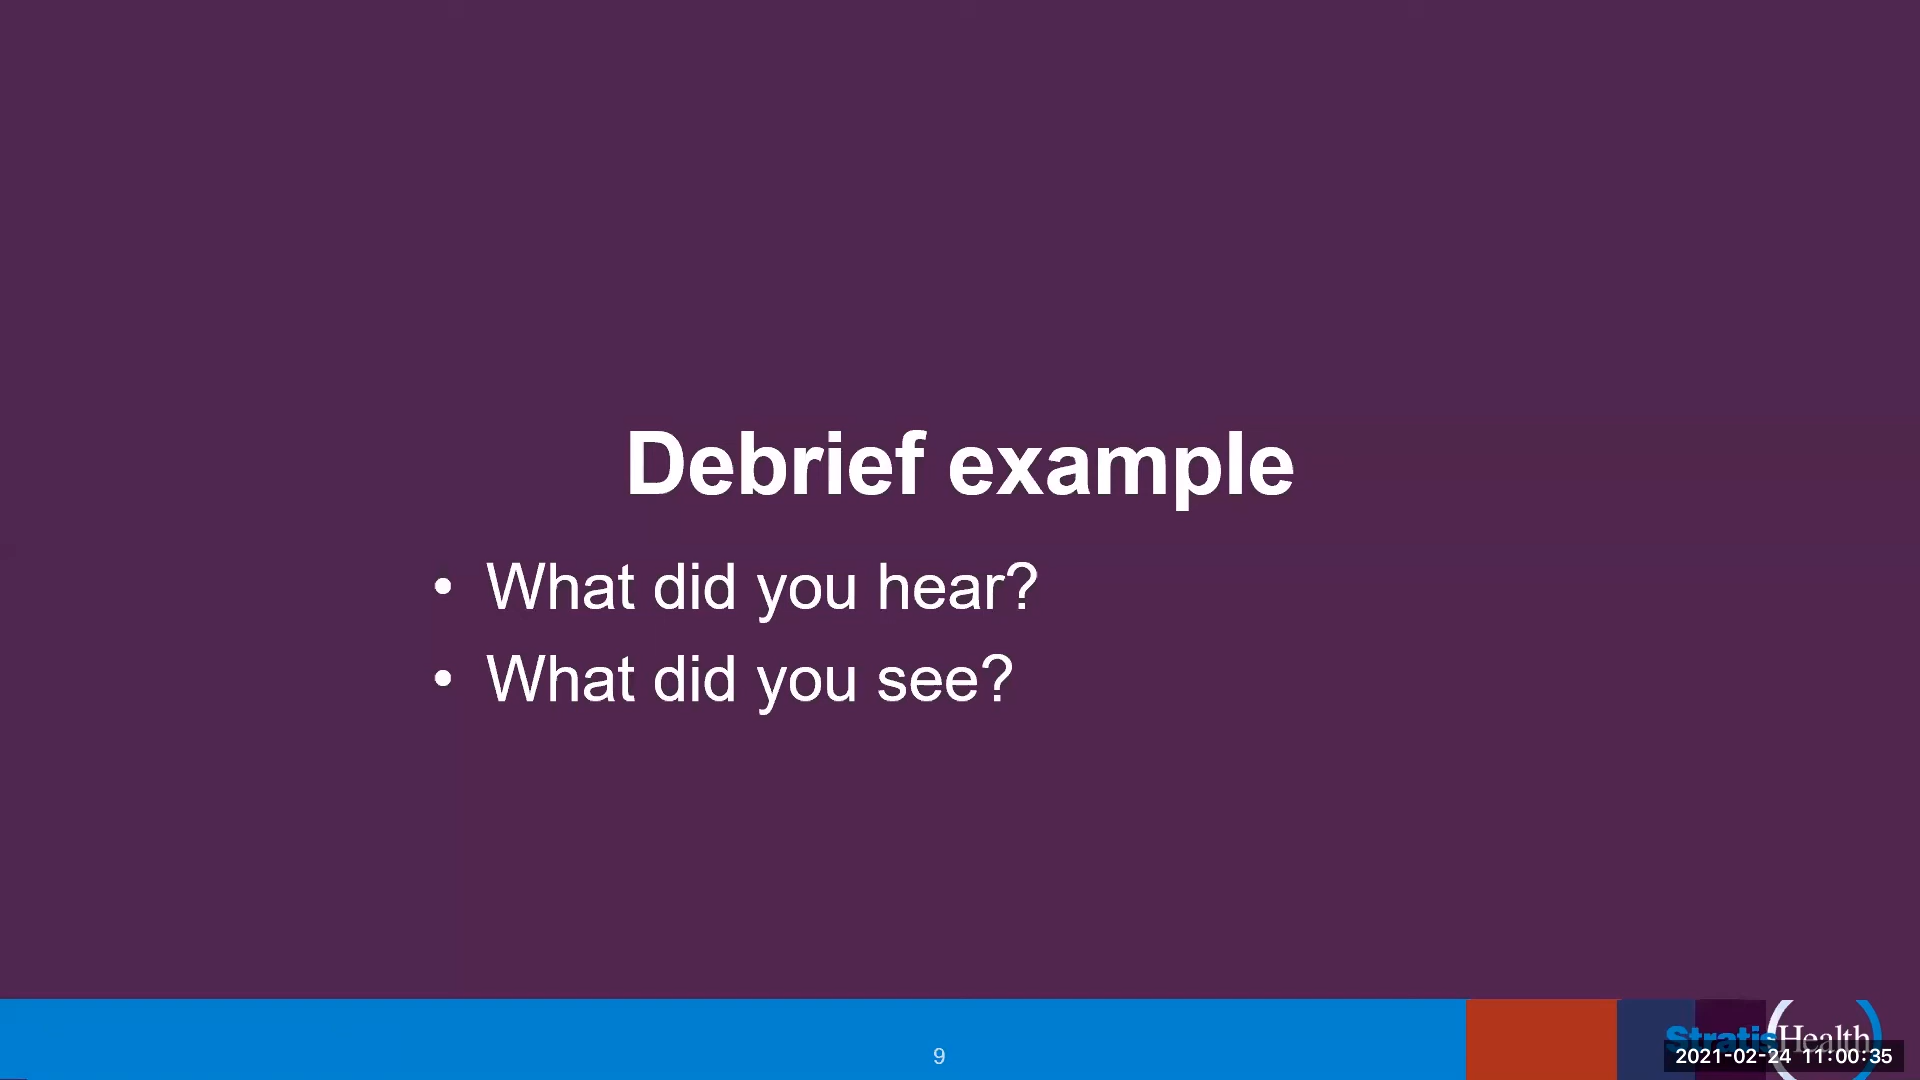 Debrief example
• What did you hear?
• What did you see?
9
StratisHealth
2021-02-24 11:00:35